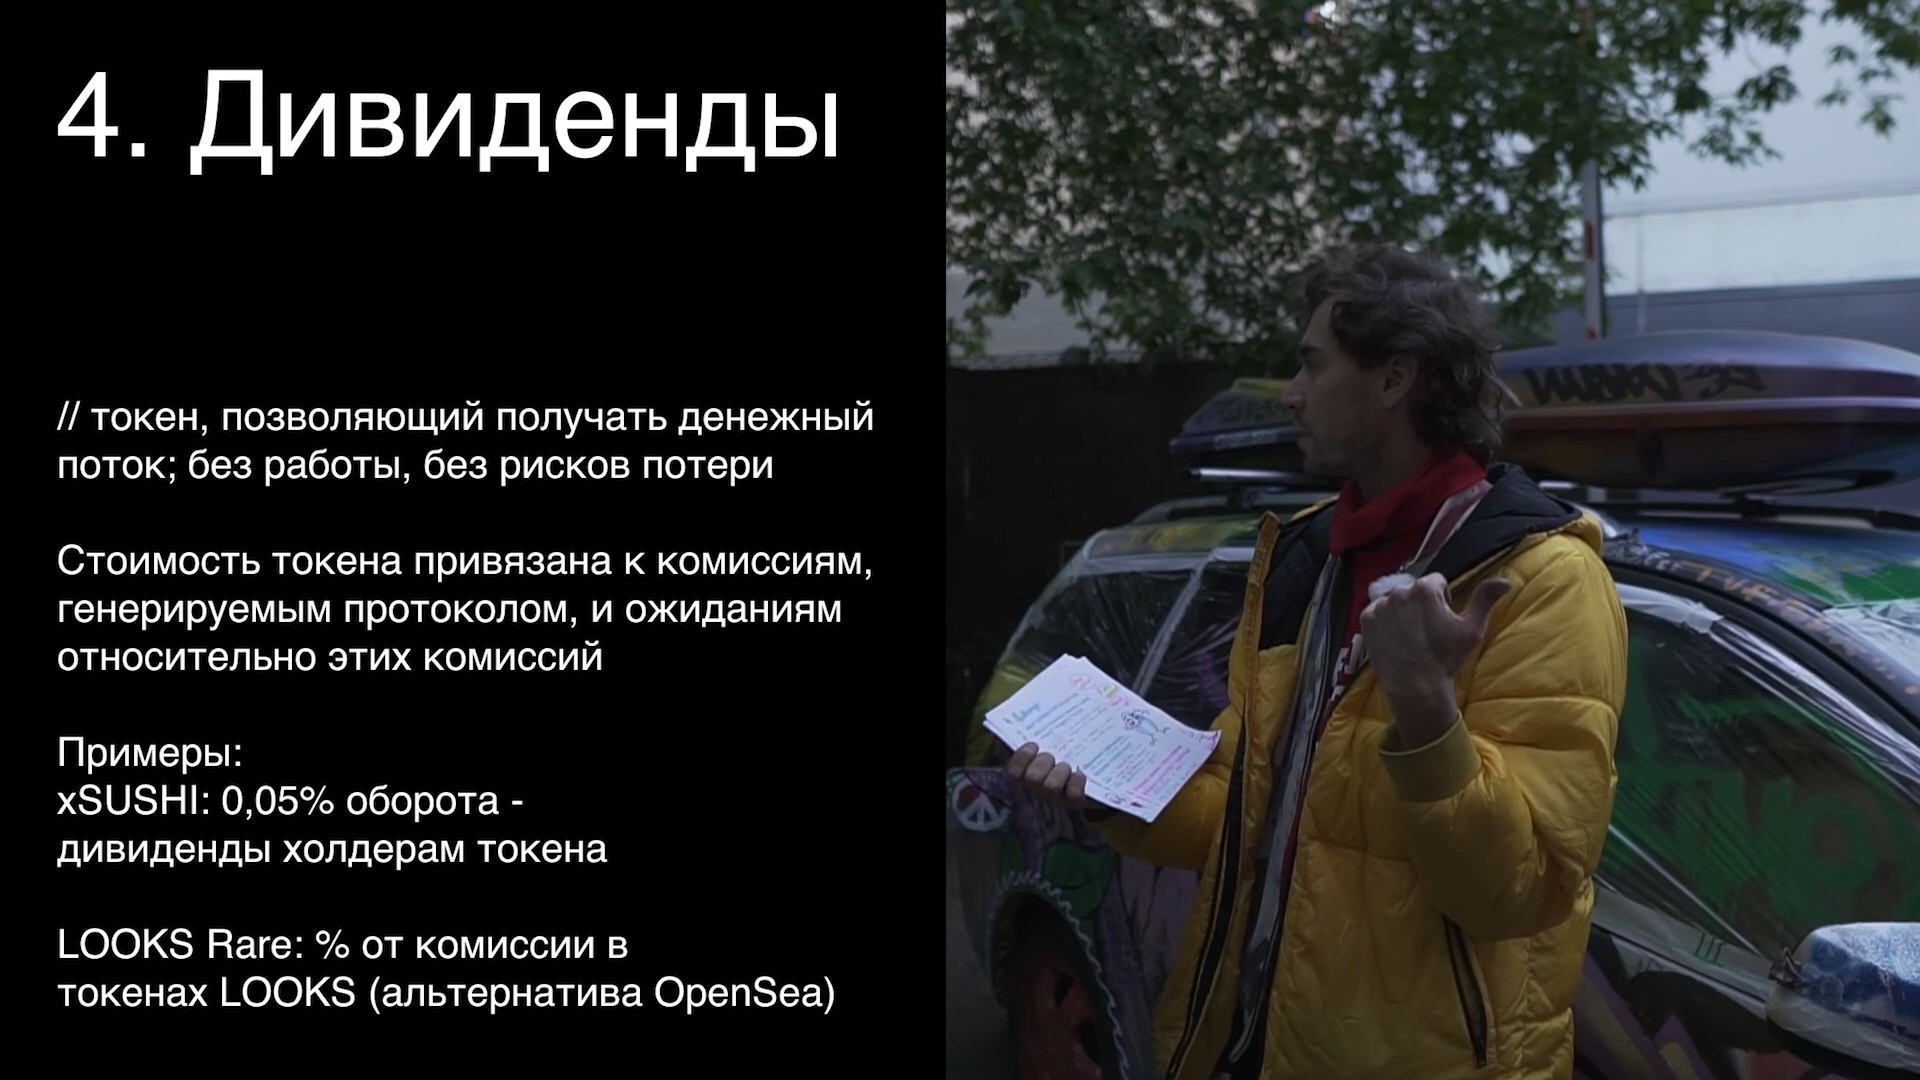 4. Дивиденды
// токен, позволяющий получать денежный
поток; без работы, без рисков потери
Стоимость токена привязана к комиссиям,
генерируемым протоколом, и ожиданиям
относительно этих комиссий
Примеры:
xSUSHI: 0,05% оборота -
дивиденды холдерам токена
LOOKS Rare: % от комиссии в
токенах LOOKS (альтернатива OpenSea)